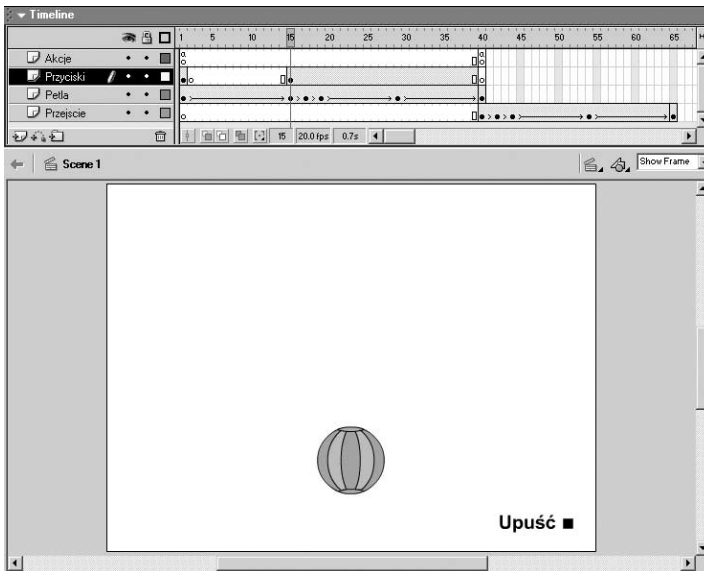 Timeline
1 5 10 15 20 25 30 35 40 45 50 55 60 65 H
Akcje
a a
Przyciski
Petla
Przejscie
15 20.0 fps 0.7s
Scene 1
Show Frame
Upuść